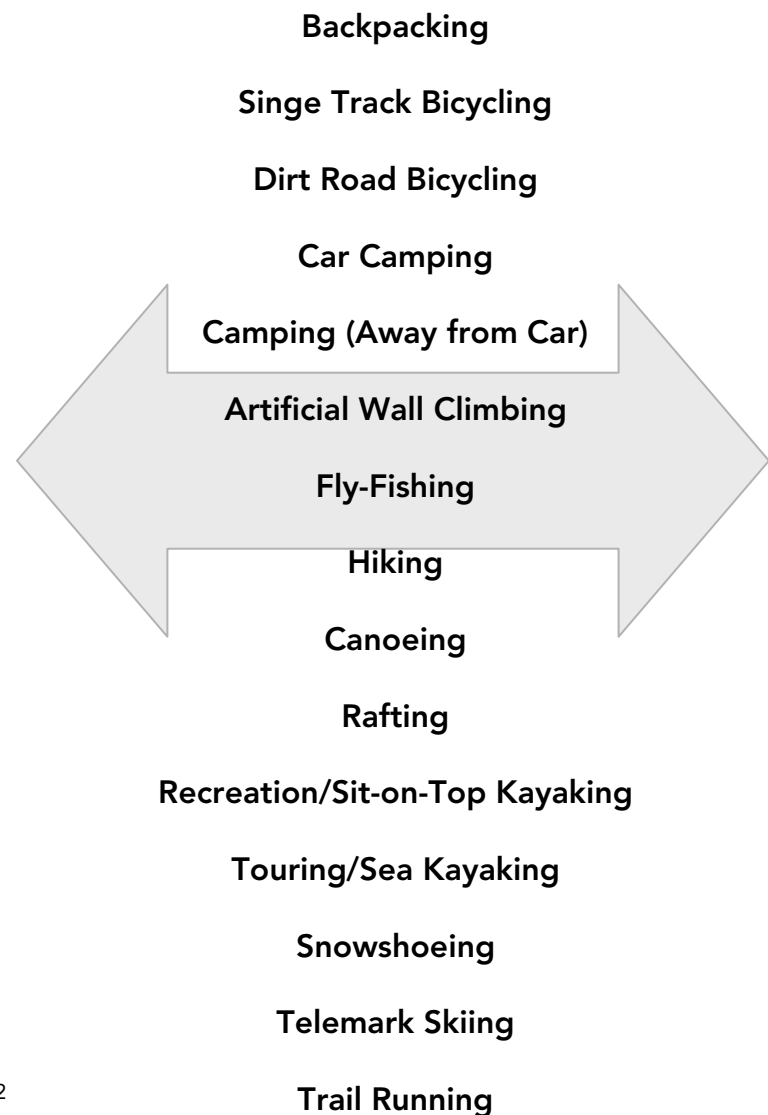 Backpacking
Singe Track Bicycling
Dirt Road Bicycling
Car Camping
Camping (Away from Car)
Artificial Wall Climbing
Fly-Fishing
Hiking
Canoeing
Rafting
Recreation/Sit-on-Top Kayaking
Touring/Sea Kayaking
Snowshoeing
Telemark Skiing
2
Trail Running